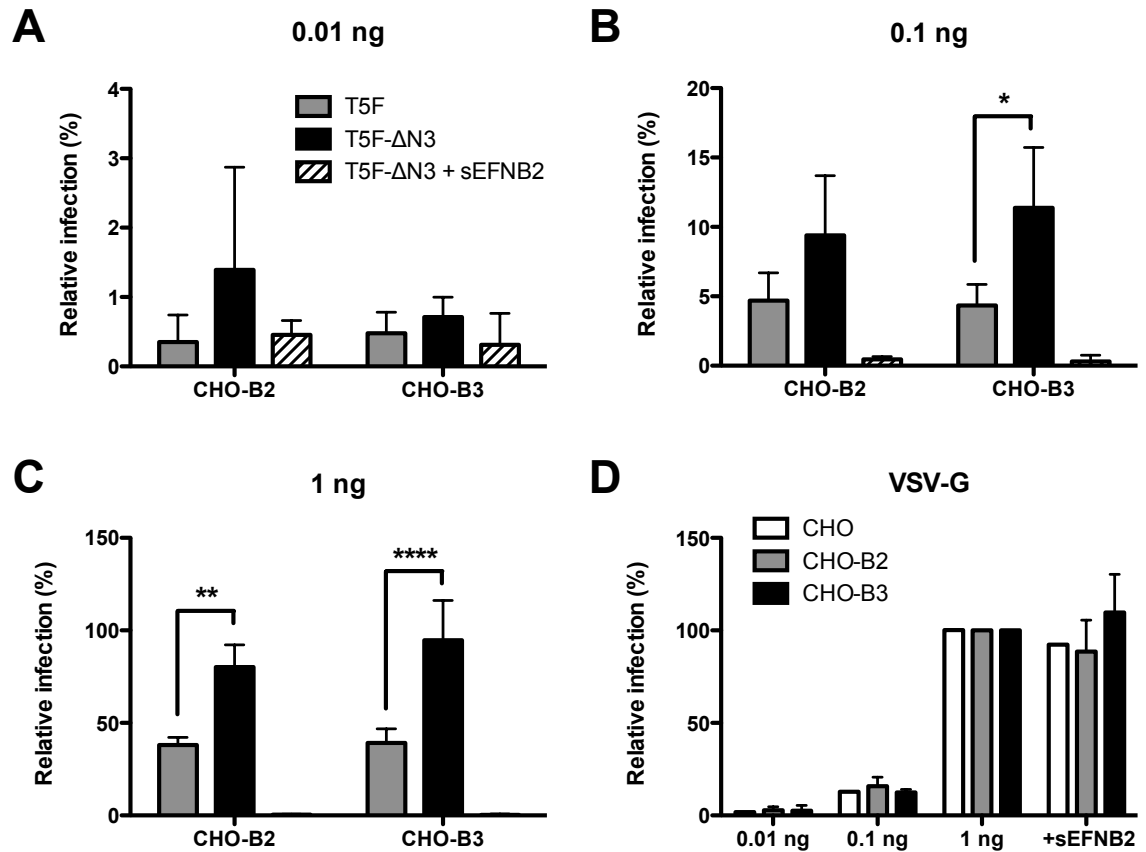 A
0.01 ng
Relative infection (%)
4
3
2
1
0
T5F
T5F-ΔN3
T5F-ΔN3 + sEFNB2
CHO-B2
CHO-B3
B
0.1 ng
Relative infection (%)
20
15
10
5
0
*
CHO-B2
CHO-B3
C
1 ng
Relative infection (%)
150
100
50
0
**
****
CHO-B2
CHO-B3
D
VSV-G
Relative infection (%)
150
100
50
0
CHO
CHO-B2
CHO-B3
0.01 ng
0.1 ng
1 ng
+sEFNB2